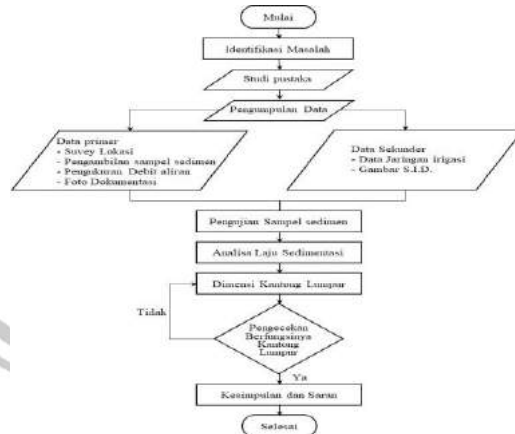 Mulai
Identifikasi Masalah
Studi pustaka
Pengumpulan Data
Data primer
- Suvey Lokasi
- Pengambilan sampel sedimen
- Pengukuran Debit aliran
- Foto Dokumentasi
Data Sekunder
- Data Jaringan irigasi
- Gambar S.I.D.
Pengujian Sampel sedimen
Analisa Laju Sedimentasi
Dimensi Kantong Lumpur
Tidak
Pengecekan
Berfungsinya
Kantong
Lumpur
Ya
Kesimpulan dan Saran
Selesai